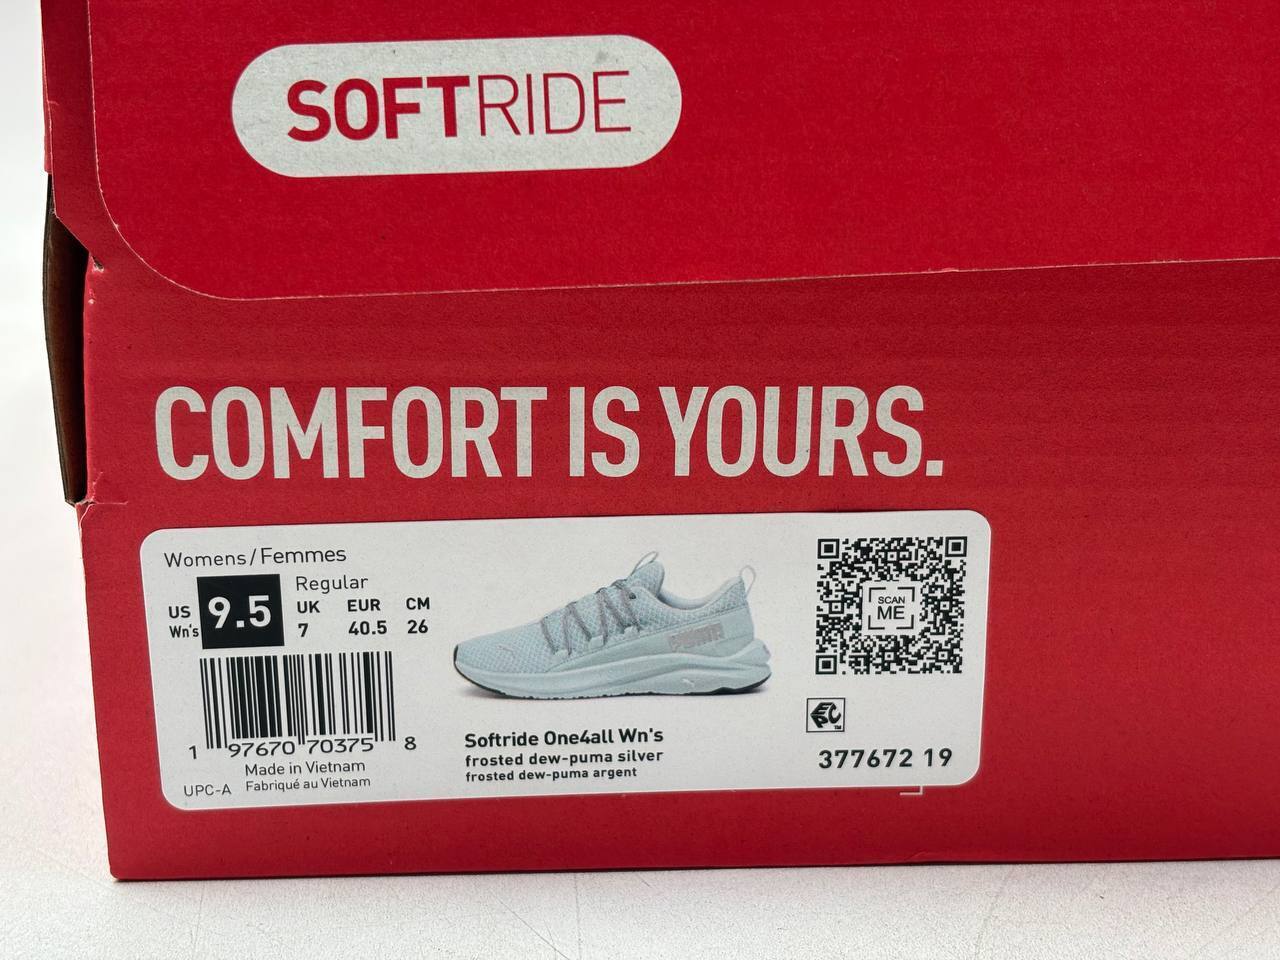 SOFTRIDE
COMFORT IS YOURS.
Womens/Femmes
Regular
US UK EUR CM
Wn's 9.5 7 40.5 26
1 97670 70375 8
Made in Vietnam
UPC-A Fabriqué au Vietnam
PUMA
Softride One4all Wn's
frosted dew-puma silver
frosted dew-puma argent
SCAN
ME
377672 19